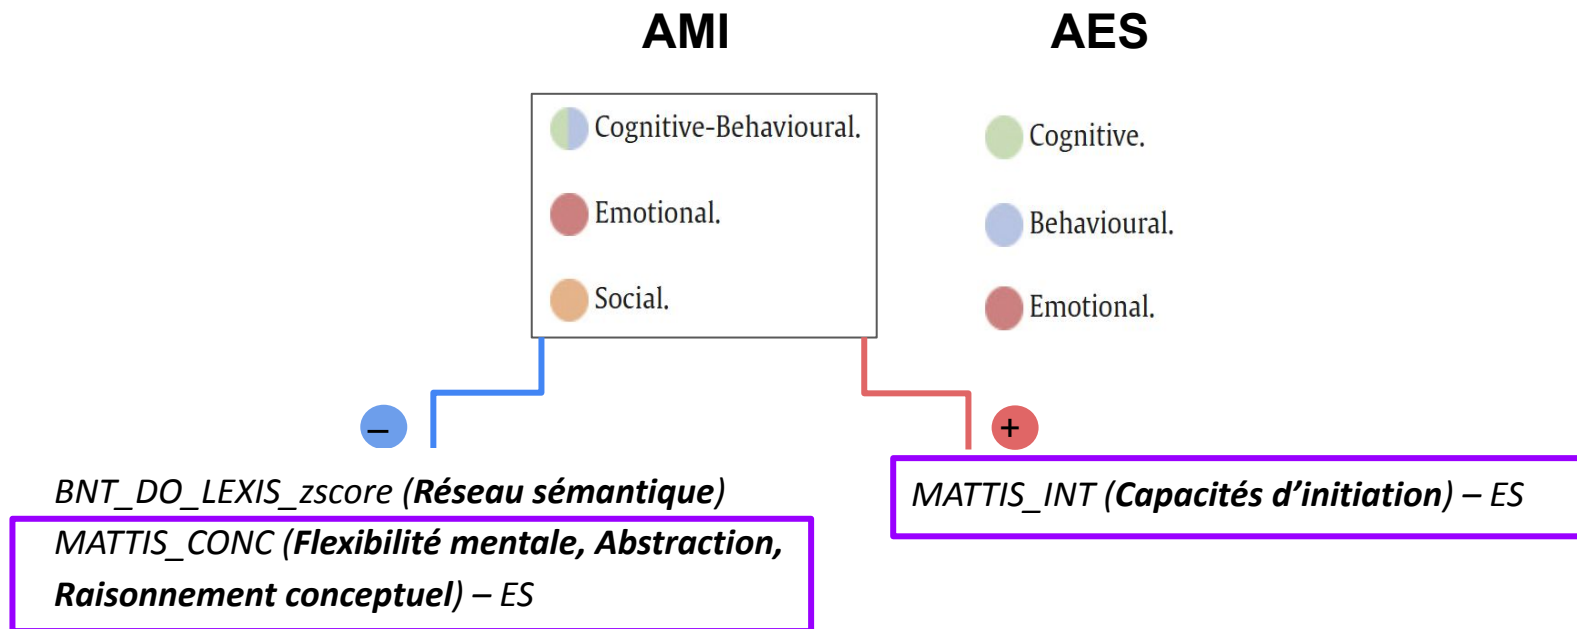 AMI
AES
Cognitive-Behavioural.
Emotional.
Social.
Cognitive.
Behavioural.
Emotional.
–
+
BNT_DO_LEXIS_zscore (Réseau sémantique)
MATTIS_CONC (Flexibilité mentale, Abstraction,
Raisonnement conceptuel) – ES
MATTIS_INT (Capacités d’initiation) – ES